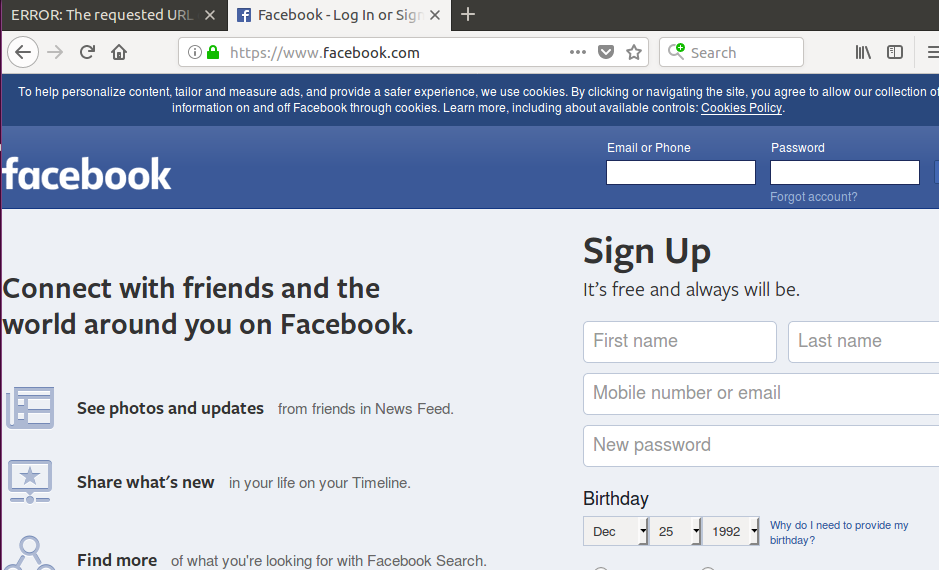 ERROR: The requested URL
Facebook - Log In or Sign
https://www.facebook.com
Search
To help personalize content, tailor and measure ads, and provide a safer experience, we use cookies. By clicking or navigating the site, you agree to allow our collection of
information on and off Facebook through cookies. Learn more, including about available controls: Cookies Policy.
facebook
Email or Phone
Password
Forgot account?
Connect with friends and the
world around you on Facebook.
See photos and updates from friends in News Feed.
Share what's new in your life on your Timeline.
Find more of what you're looking for with Facebook Search.
Sign Up
It's free and always will be.
First name
Last name
Mobile number or email
New password
Birthday
Dec 25 1992
Why do I need to provide my
birthday?